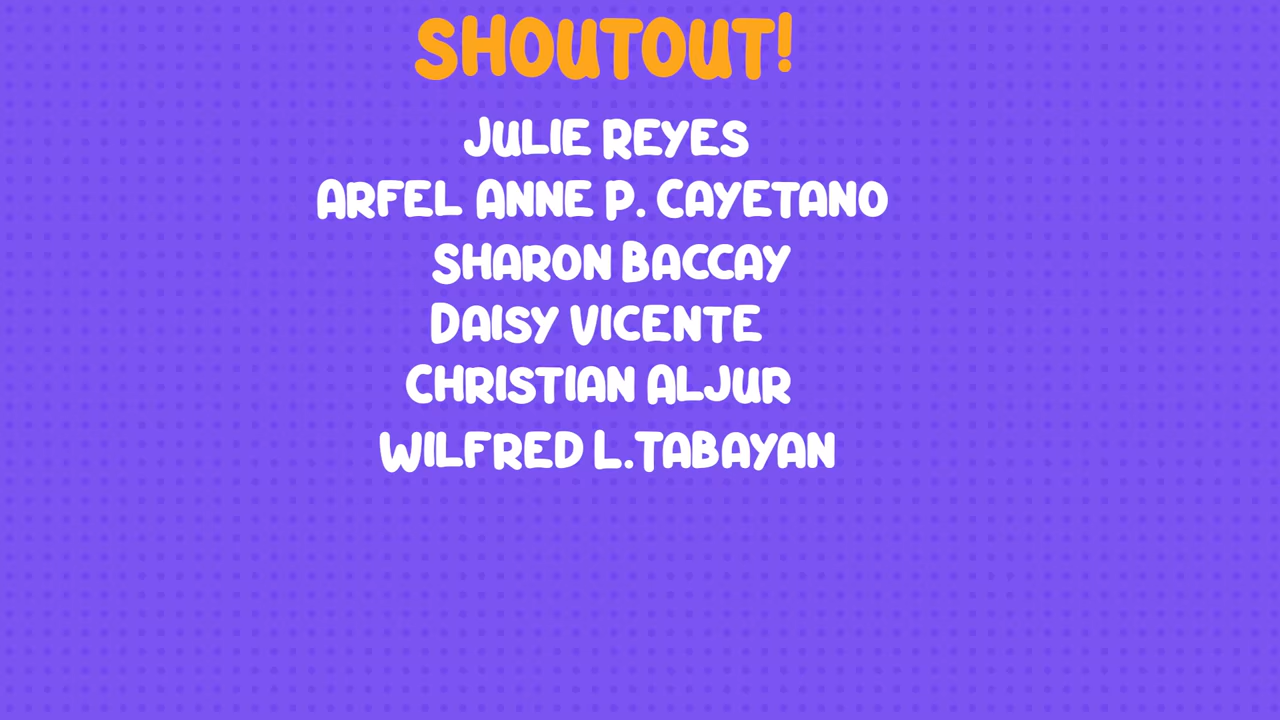 SHOUTOUT!
JULIE REYES
ARFEL ANNE P. CAYETANO
SHARON BACCAY
DAISY VICENTE
CHRISTIAN ALJUR
WILFRED L.TABAYAN